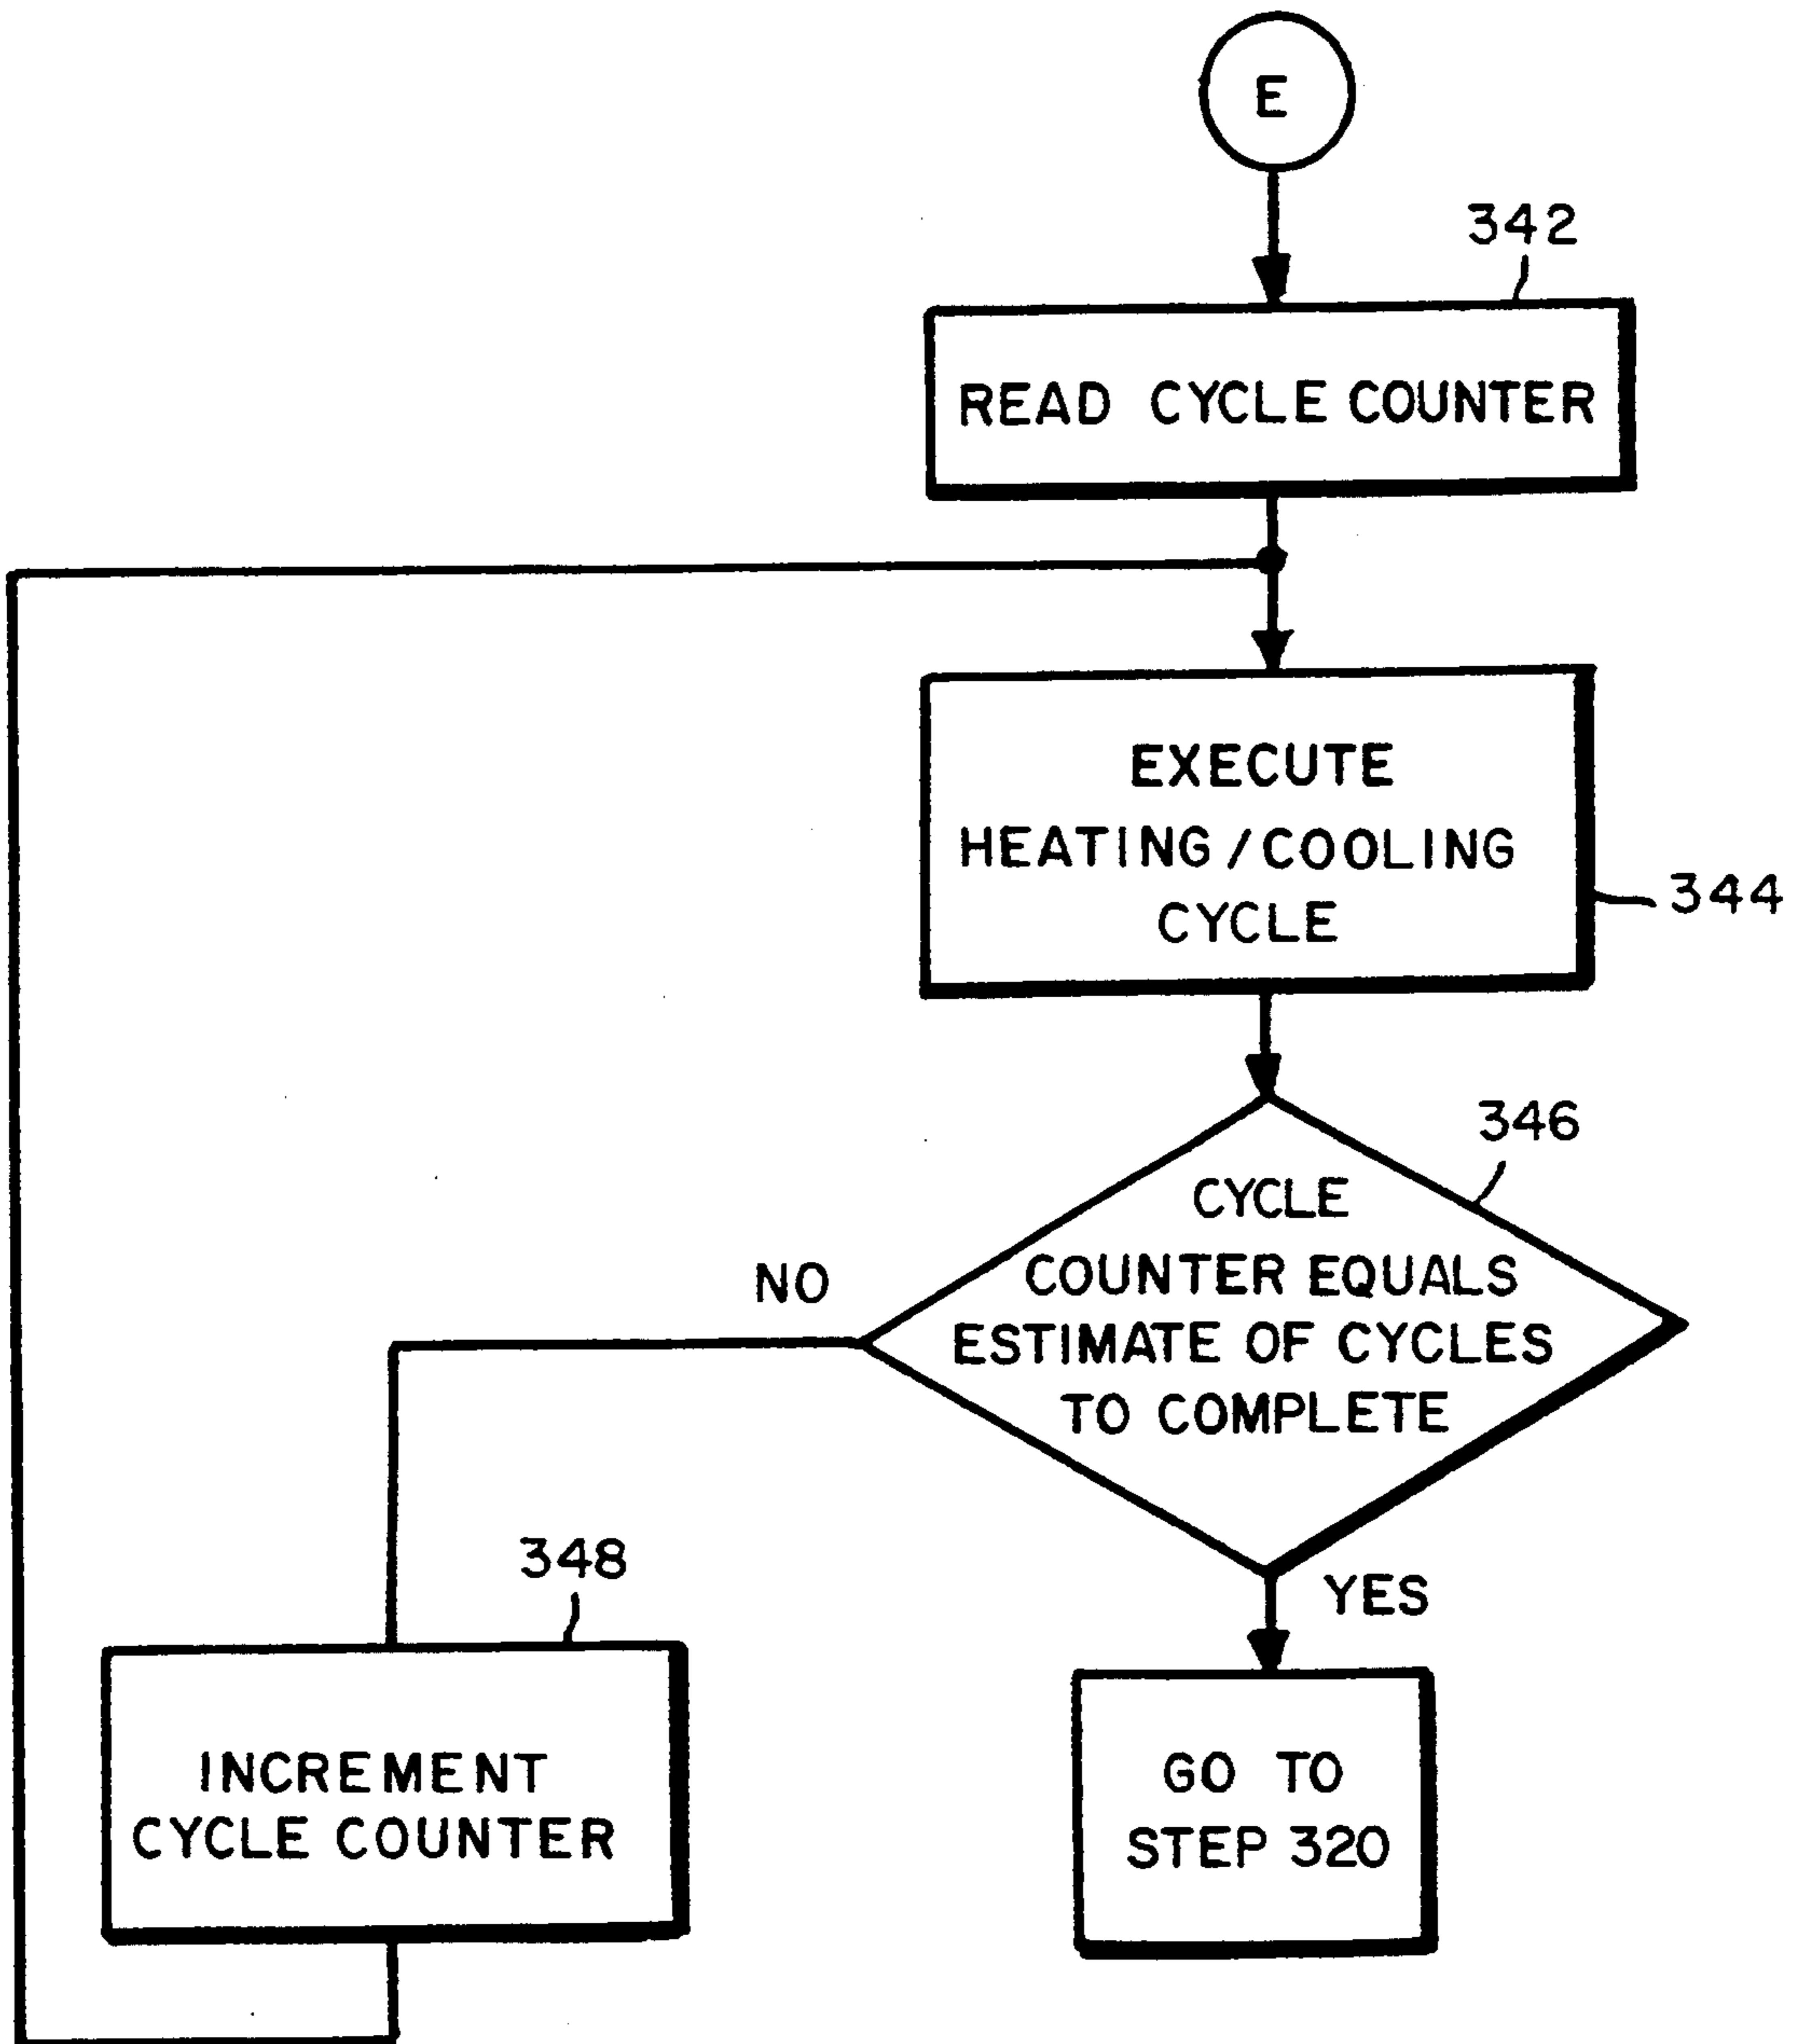 E
342
READ CYCLE COUNTER
EXECUTE
HEATING/COOLING
CYCLE
344
346
CYCLE
COUNTER EQUALS
ESTIMATE OF CYCLES
TO COMPLETE
NO
YES
348
INCREMENT
CYCLE COUNTER
GO TO
STEP 320